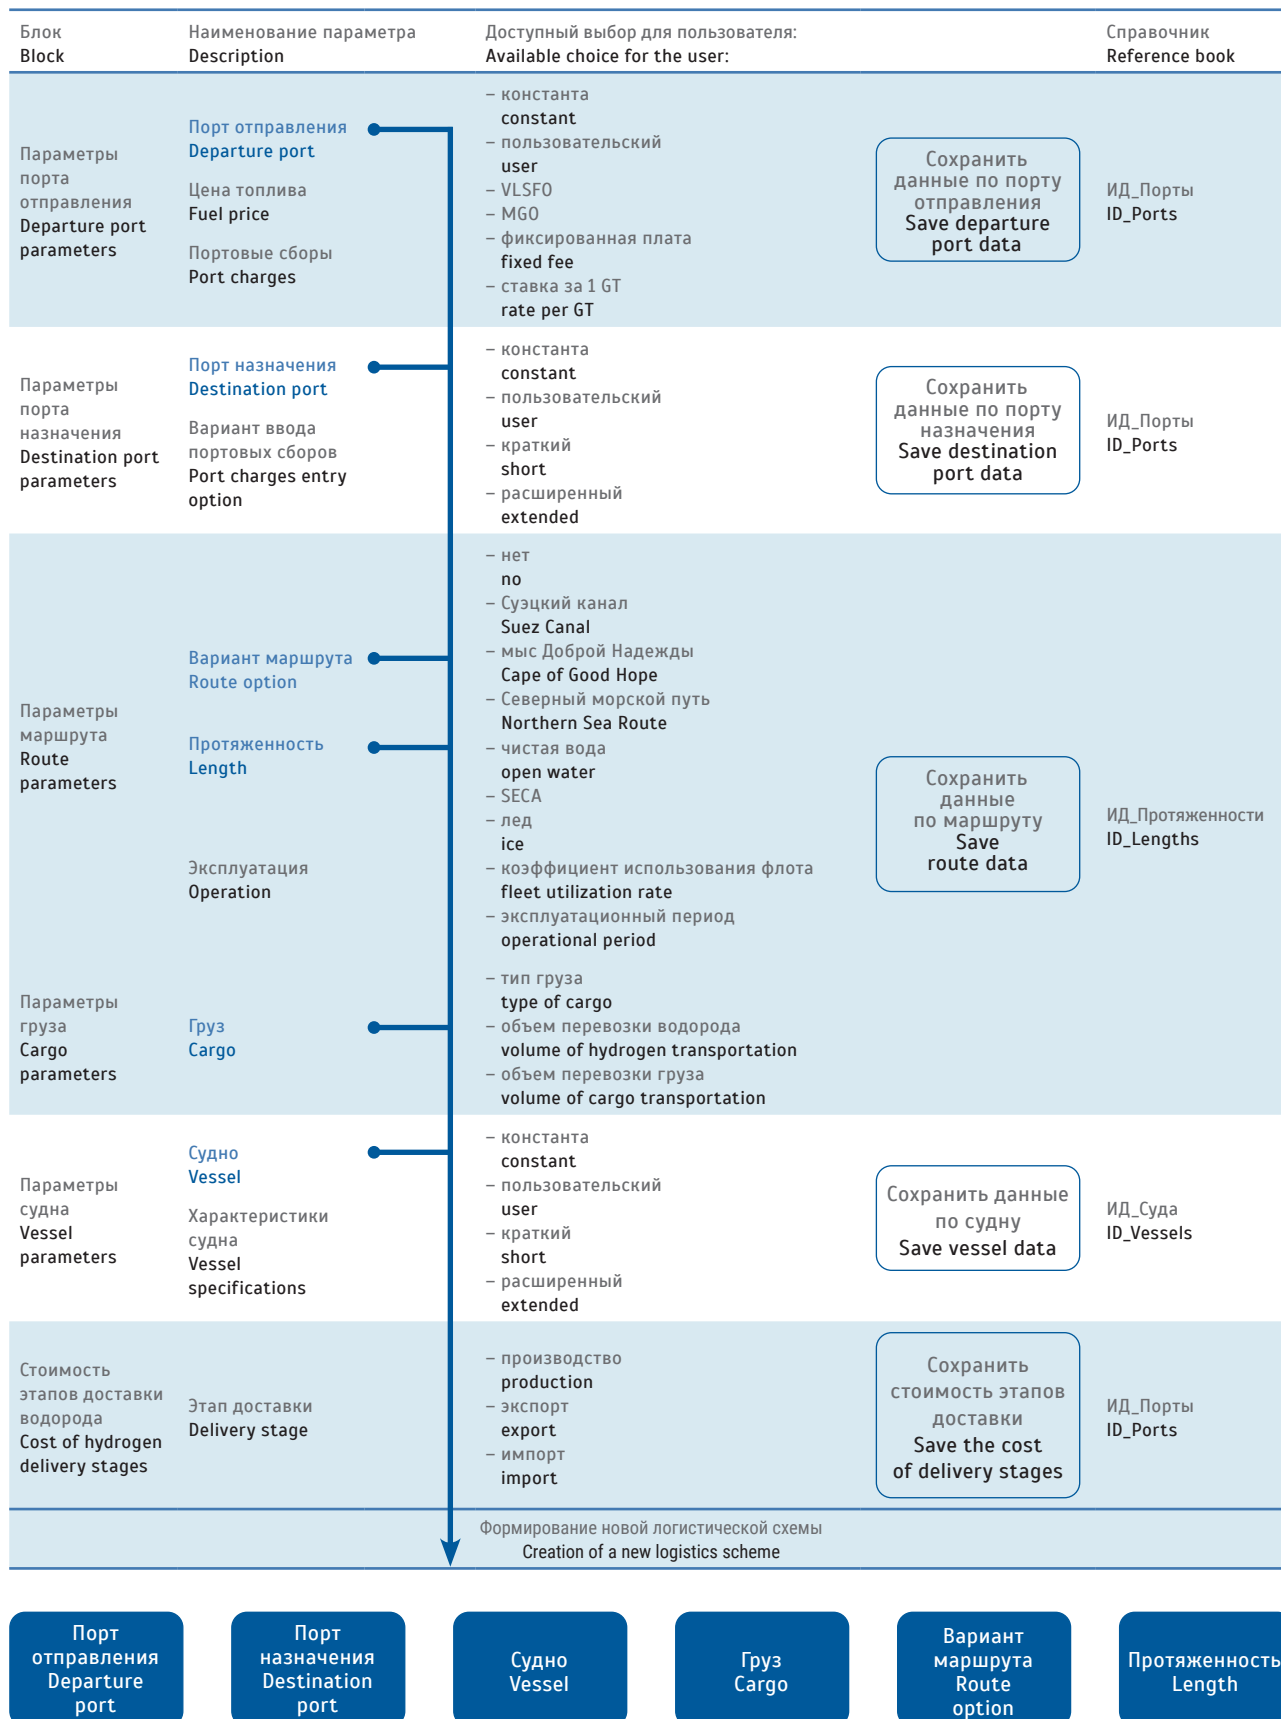 Блок
Block
Наименование параметра
Description
Доступный выбор для пользователя:
Available choice for the user:
Справочник
Reference book
Параметры
порта
отправления
Departure port
parameters
Порт отправления
Departure port
Цена топлива
Fuel price
Портовые сборы
Port charges
– константа
constant
– пользовательский
user
– VLSFO
– MGO
– фиксированная плата
fixed fee
– ставка за 1 GT
rate per GT
Сохранить
данные по порту
отправления
Save departure
port data
ИД_Порты
ID_Ports
Параметры
порта
назначения
Destination port
parameters
Порт назначения
Destination port
Вариант ввода
портовых сборов
Port charges entry
option
– константа
constant
– пользовательский
user
– краткий
short
– расширенный
extended
Сохранить
данные по порту
назначения
Save destination
port data
ИД_Порты
ID_Ports
Параметры
маршрута
Route
parameters
Вариант маршрута
Route option
Протяженность
Length
Эксплуатация
Operation
– нет
no
– Суэцкий канал
Suez Canal
– мыс Доброй Надежды
Cape of Good Hope
– Северный морской путь
Northern Sea Route
– чистая вода
open water
– SECA
– лед
ice
– коэффициент использования флота
fleet utilization rate
– эксплуатационный период
operational period
Сохранить
данные
по маршруту
Save
route data
ИД_Протяженности
ID_Lengths
Параметры
груза
Cargo
parameters
Груз
Cargo
– тип груза
type of cargo
– объем перевозки водорода
volume of hydrogen transportation
– объем перевозки груза
volume of cargo transportation
Параметры
судна
Vessel
parameters
Судно
Vessel
Характеристики
судна
Vessel
specifications
– константа
constant
– пользовательский
user
– краткий
short
– расширенный
extended
Сохранить данные
по судну
Save vessel data
ИД_Суда
ID_Vessels
Стоимость
этапов доставки
водорода
Cost of hydrogen
delivery stages
Этап доставки
Delivery stage
– производство
production
– экспорт
export
– импорт
import
Сохранить
стоимость этапов
доставки
Save the cost
of delivery stages
ИД_Порты
ID_Ports
Формирование новой логистической схемы
Creation of a new logistics scheme
Порт
отправления
Departure
port
Порт
назначения
Destination
port
Судно
Vessel
Груз
Cargo
Вариант
маршрута
Route
option
Протяженность
Length